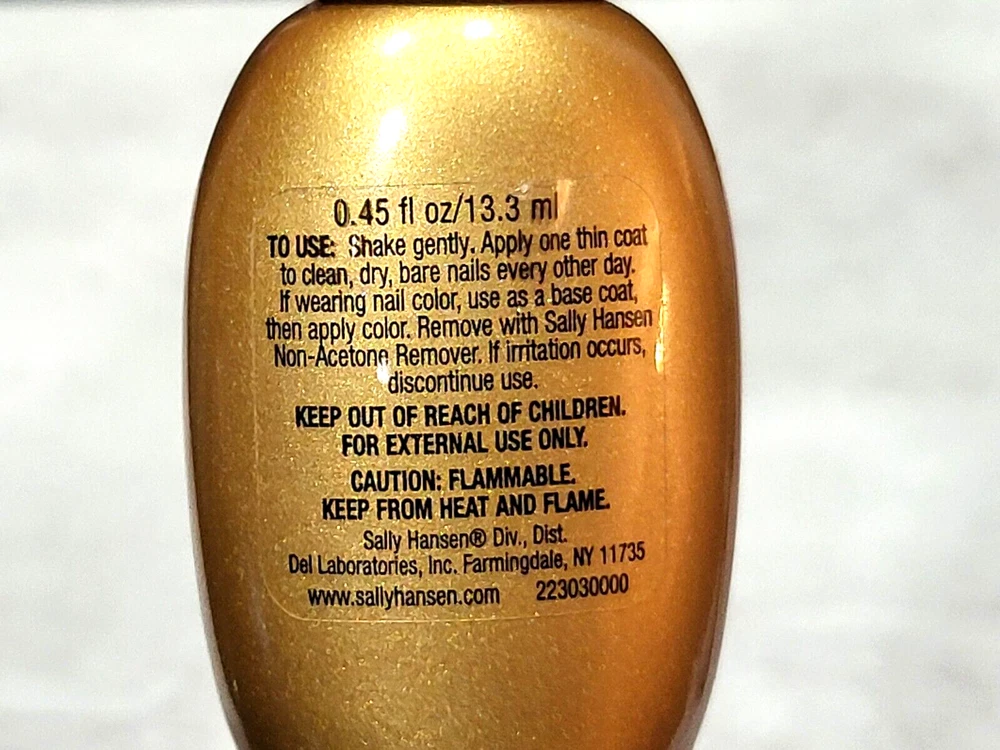 0.45 fl oz/13.3 ml
TO USE: Shake gently. Apply one thin coat
to clean, dry, bare nails every other day.
If wearing nail color, use as a base coat,
then apply color. Remove with Sally Hansen
Non-Acetone Remover. If irritation occurs,
discontinue use.
KEEP OUT OF REACH OF CHILDREN.
FOR EXTERNAL USE ONLY.
CAUTION: FLAMMABLE.
KEEP FROM HEAT AND FLAME.
Sally Hansen® Div., Dist.
Del Laboratories, Inc. Farmingdale, NY 11735
www.sallyhansen.com 223030000